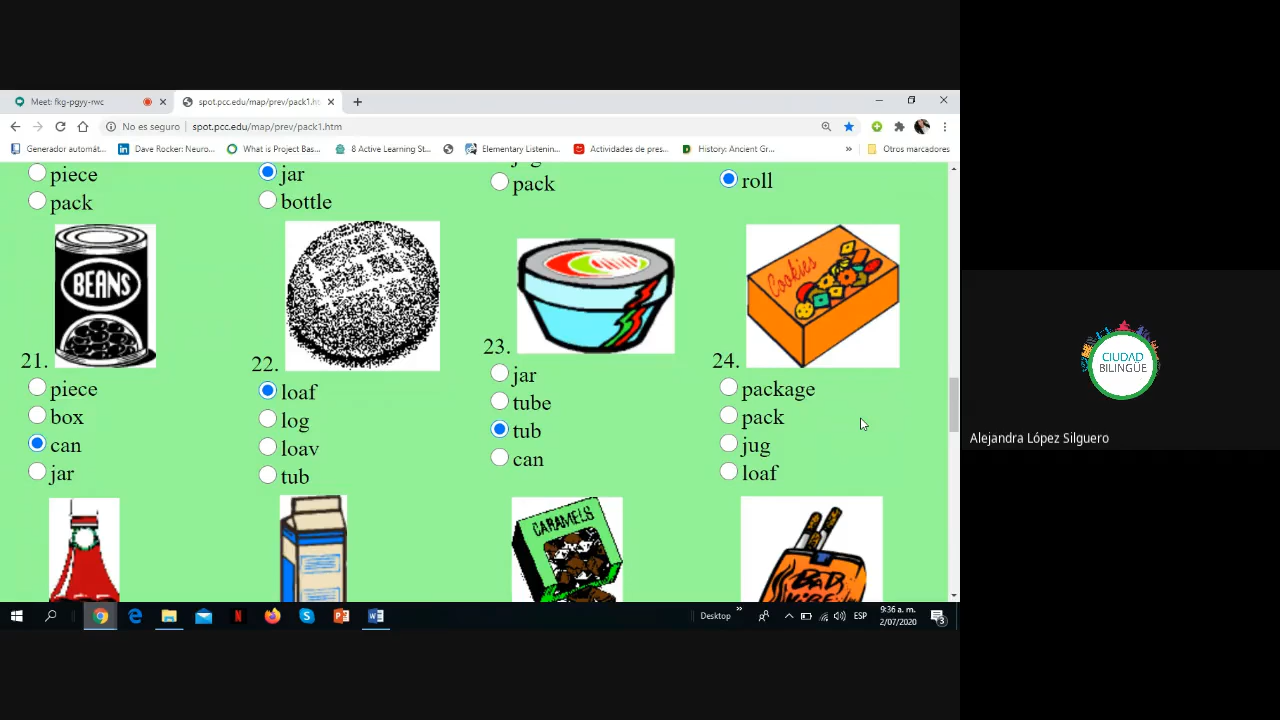 Meet: fkg-pgyy-rwc
spot.pcc.edu/map/prev/pack1.h
No es seguro spot.pcc.edu/map/prev/pack1.htm
Generador automát... Dave Rocker: Neuro... What is Project Bas... 8 Active Learning St... Elementary Listenin... Actividades de pres... History: Ancient Gr... » Otros marcadores
piece
pack
jar
bottle
pack
roll
BEANS
Cookies
21.
piece
box
can
jar
22.
loaf
log
loav
tub
23.
jar
tube
tub
can
24.
package
pack
jug
loaf
CARAMELS
BAD
Desktop » ESP 9:36 a. m.
2/07/2020
3
CIUDAD
BILINGÜE
Alejandra López Silguero